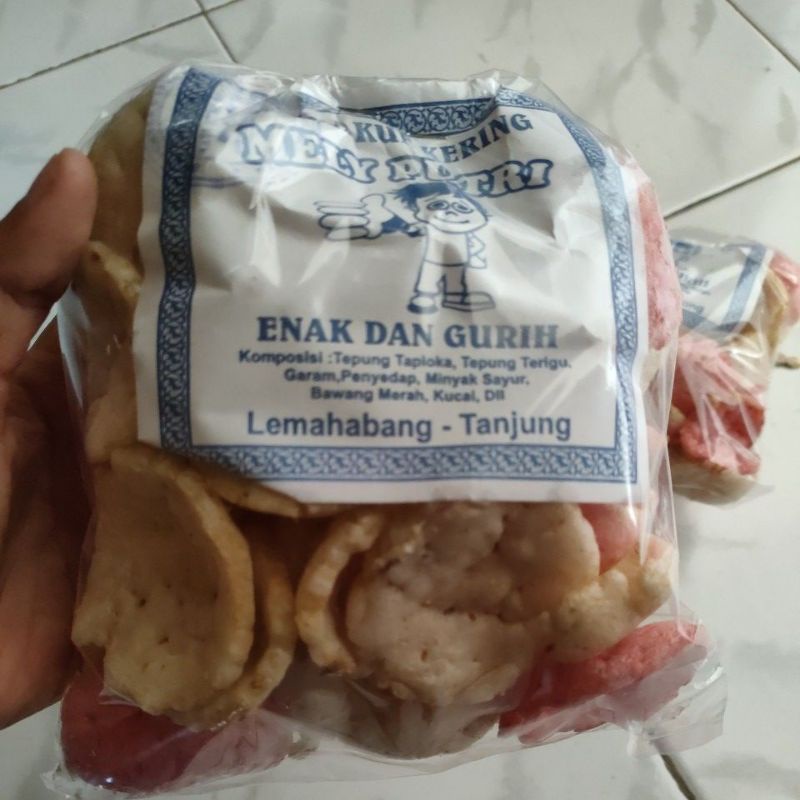 KERING
MELY PUTRI
ENAK DAN GURIH
Komposisi :Tepung Tapioka, Tepung Terigu,
Garam,Penyedap, Minyak Sayur,
Bawang Merah, Kucai, Dll
Lemahabang - Tanjung